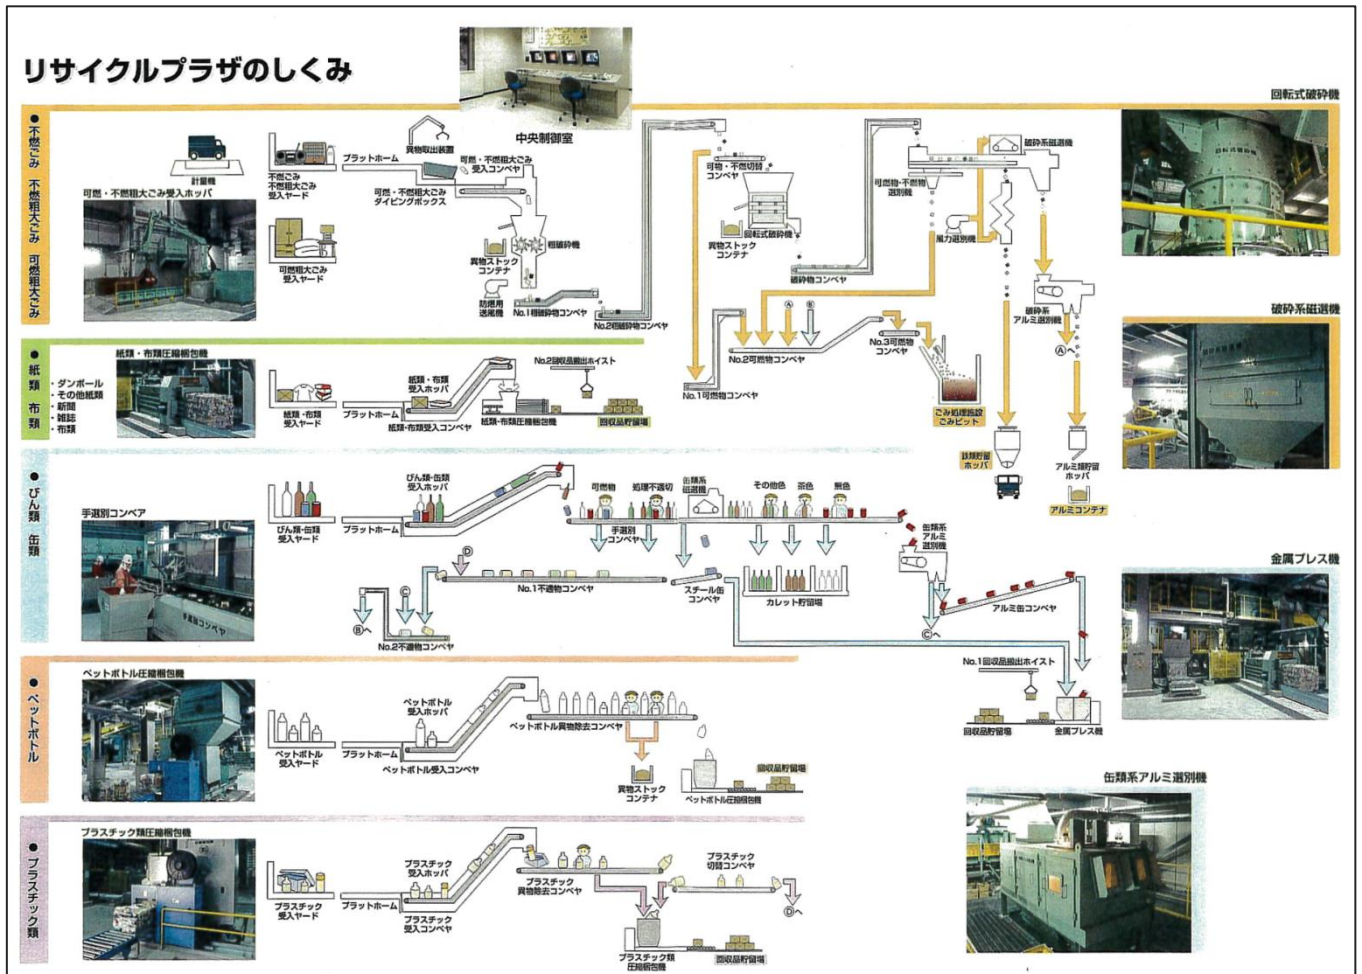 リサイクルプラザのしくみ
中央制御室
回転式破砕機
● 不燃ごみ 不燃粗大ごみ 可燃粗大ごみ
計量機
可燃・不燃粗大ごみ受入ホッパ
不燃ごみ
不燃粗大ごみ
受入ヤード
可燃粗大ごみ
受入ヤード
プラットホーム
異物取出装置
可燃・不燃粗大ごみ
受入コンベヤ
可燃・不燃粗大ごみ
ダイピングボックス
粗破砕機
異物ストック
コンテナ
防爆用
送風機
No.1粗破砕物コンベヤ
No.2粗破砕物コンベヤ
可物・不燃切替
コンベヤ
回転式破砕機
異物ストック
コンテナ
破砕物コンベヤ
可燃物・不燃物
選別機
破砕系磁選機
風力選別機
破砕系
アルミ選別機
Ⓐへ
Ⓐ
Ⓑ
No.1可燃物コンベヤ
No.2可燃物コンベヤ
No.3可燃物
コンベヤ
ごみ処理施設
ごみピット
鉄類貯留
ホッパ
アルミ類貯留
ホッパ
アルミコンテナ
回転式破砕機
破砕系磁選機
破砕系磁選機
● 紙類 布類
・ダンボール
・その他紙類
・新聞
・雑誌
・布類
紙類・布類圧縮梱包機
紙類・布類
受入ヤード
プラットホーム
紙類・布類
受入ホッパ
紙類・布類受入コンベヤ
紙類・布類圧縮梱包機
No.2回収品搬出ホイスト
回収品貯留場
● びん類 缶類
手選別コンベア
手選別コンベヤ
びん類・缶類
受入ヤード
プラットホーム
びん類・缶類
受入ホッパ
可燃物
処理不適切
缶類系
磁選機
その他色
茶色
無色
手選別
コンベヤ
缶類系
アルミ
選別機
Ⓓ
No.1不適物コンベヤ
スチール缶
コンベヤ
カレット貯留場
アルミ缶コンベヤ
Ⓒ
Ⓑへ
No.2不適物コンベヤ
Ⓒへ
No.1回収品搬出ホイスト
回収品貯留場
金属プレス機
金属プレス機
● ペットボトル
ペットボトル圧縮梱包機
ペットボトル
受入ヤード
プラットホーム
ペットボトル
受入ホッパ
ペットボトル受入コンベヤ
ペットボトル異物除去コンベヤ
異物ストック
コンテナ
ペットボトル圧縮梱包機
回収品貯留場
缶類系アルミ選別機
● プラスチック類
プラスチック類圧縮梱包機
プラスチック
受入ヤード
プラットホーム
プラスチック
受入ホッパ
プラスチック
受入コンベヤ
プラスチック
異物除去コンベヤ
プラスチック
切替コンベヤ
Ⓓへ
プラスチック類
圧縮梱包機
回収品貯留場